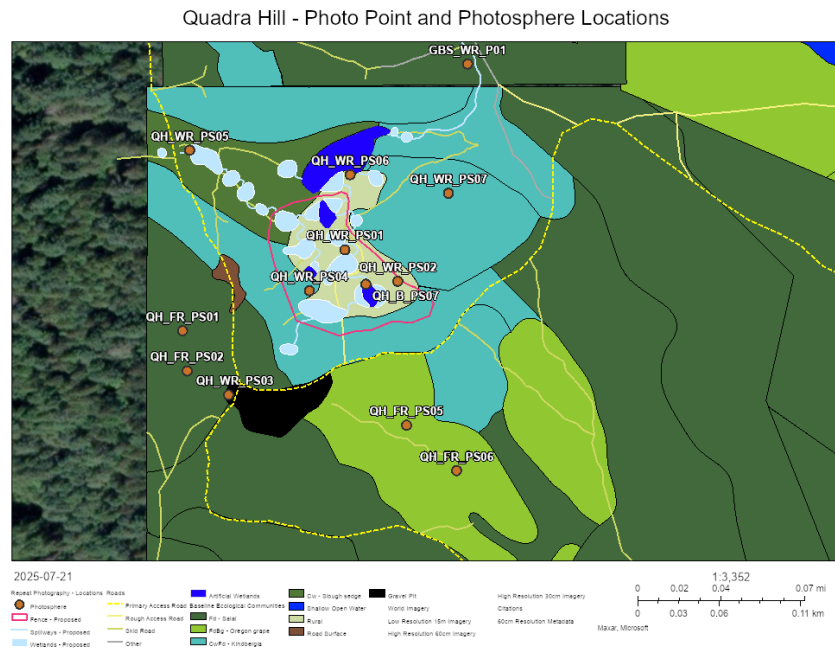 Quadra Hill - Photo Point and Photosphere Locations
GBS_WR_P01
QH_WR_PS05
QH_WR_PS06
QH_WR_PS07
QH_WR_PS01
QH_WR_PS02
QH_WR_PS04
QH_B_PS07
QH_FR_PS01
QH_FR_PS02
QH_WR_PS03
QH_FR_PS05
QH_FR_PS06
2025-07-21
1:3,352
Repeat Photography - Locations
Photosphere
Fence - Proposed
Spillways - Proposed
Wetlands - Proposed
Roads
Primary Access Road
Rough Access Road
Skid Road
Other
Artificial Wetlands
Baseline Ecological Communities
Fd - Salal
FdBg - Oregon grape
CwFd - Kindbergia
Cw - Slough sedge
Shallow Open Water
Rural
Road Surface
Gravel Pit
World Imagery
Low Resolution 15m Imagery
High Resolution 60cm Imagery
High Resolution 30cm Imagery
Citations
60cm Resolution Metadata
0 0.02 0.04 0.07 mi
0 0.03 0.06 0.11 km
Maxar, Microsoft